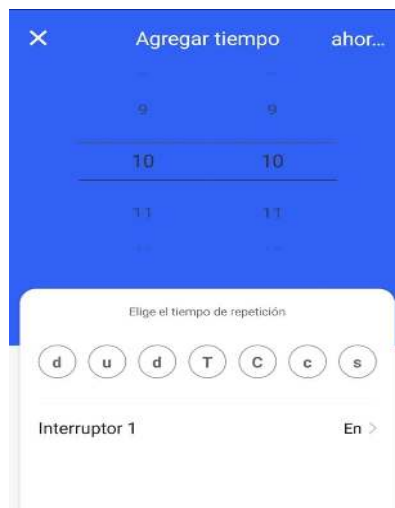 Agregar tiempo ahor...
9 9
10 10
11 11
Elige el tiempo de repetición
d u d T C c s
Interruptor 1 En >